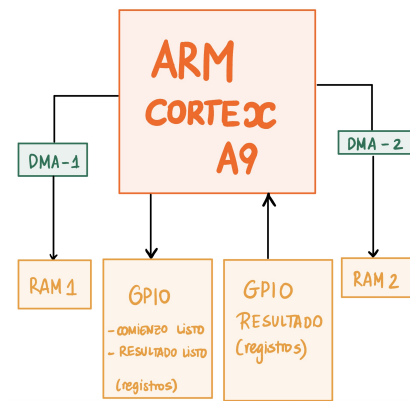 ARM
CORTEX
A9
DMA-1
DMA-2
RAM 1
GPIO
- COMIENZO LISTO
- RESULTADO LISTO
(registros)
GPIO
RESULTADO
(registros)
RAM 2